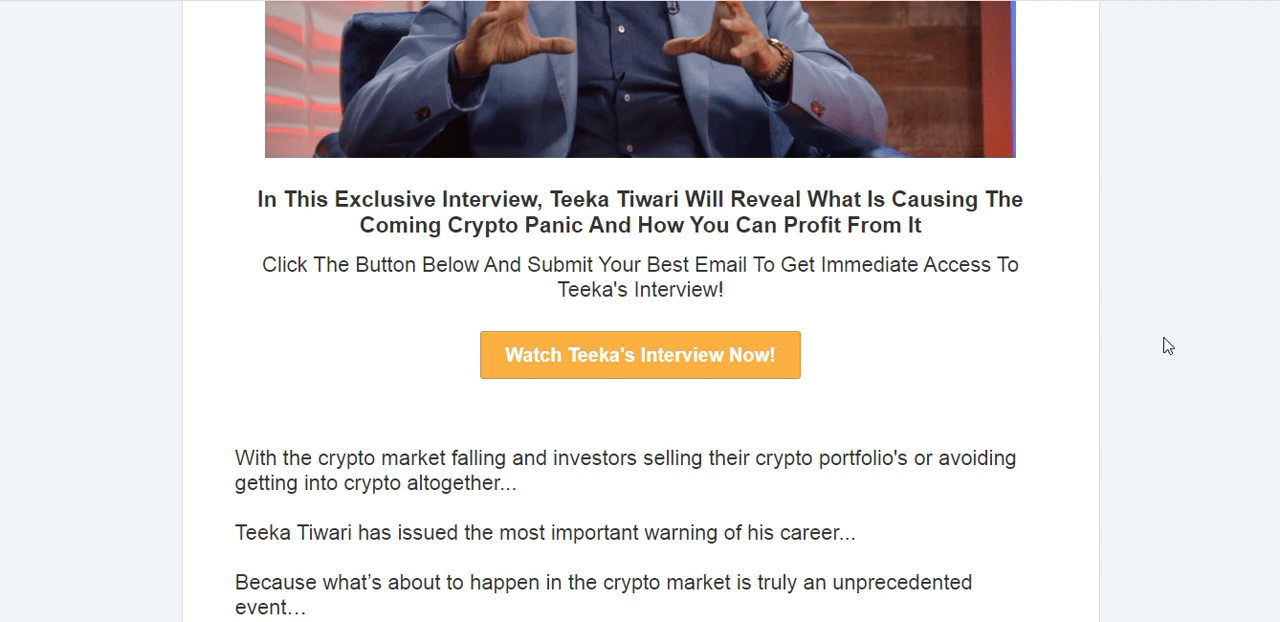 In This Exclusive Interview, Teeka Tiwari Will Reveal What Is Causing The
Coming Crypto Panic And How You Can Profit From It
Click The Button Below And Submit Your Best Email To Get Immediate Access To
Teeka's Interview!
Watch Teeka's Interview Now!
With the crypto market falling and investors selling their crypto portfolio's or avoiding
getting into crypto altogether...
Teeka Tiwari has issued the most important warning of his career...
Because what’s about to happen in the crypto market is truly an unprecedented
event…